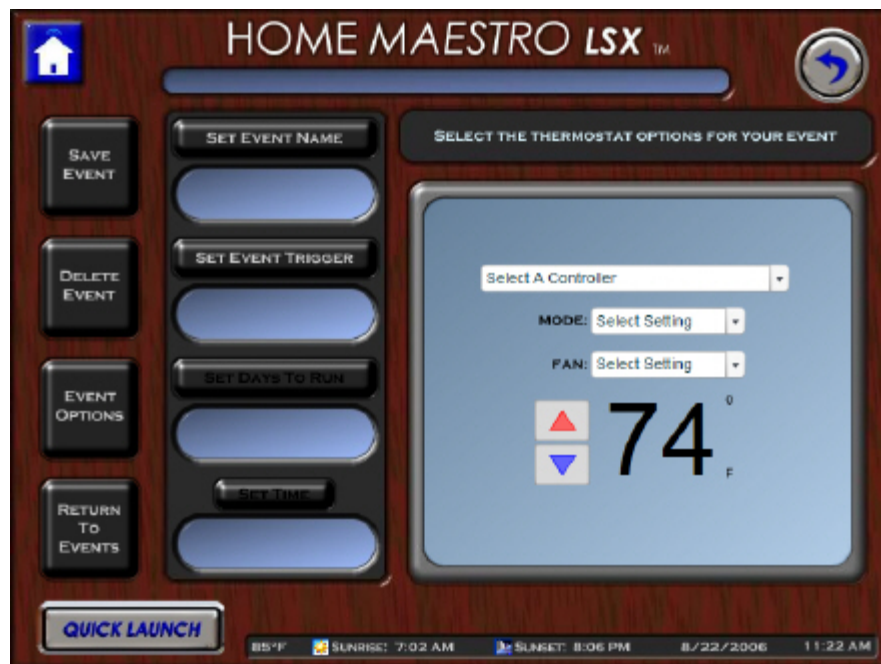 HOME MAESTRO LSX TM
SAVE
EVENT
DELETE
EVENT
EVENT
OPTIONS
RETURN
TO
EVENTS
SET EVENT NAME
SET EVENT TRIGGER
SET DAYS TO RUN
SET TIME
SELECT THE THERMOSTAT OPTIONS FOR YOUR EVENT
Select A Controller
MODE: Select Setting
FAN: Select Setting
74 ° F
QUICK LAUNCH
85°F SUNRISE: 7:02 AM SUNSET: 8:06 PM 8/22/2006 11:22 AM